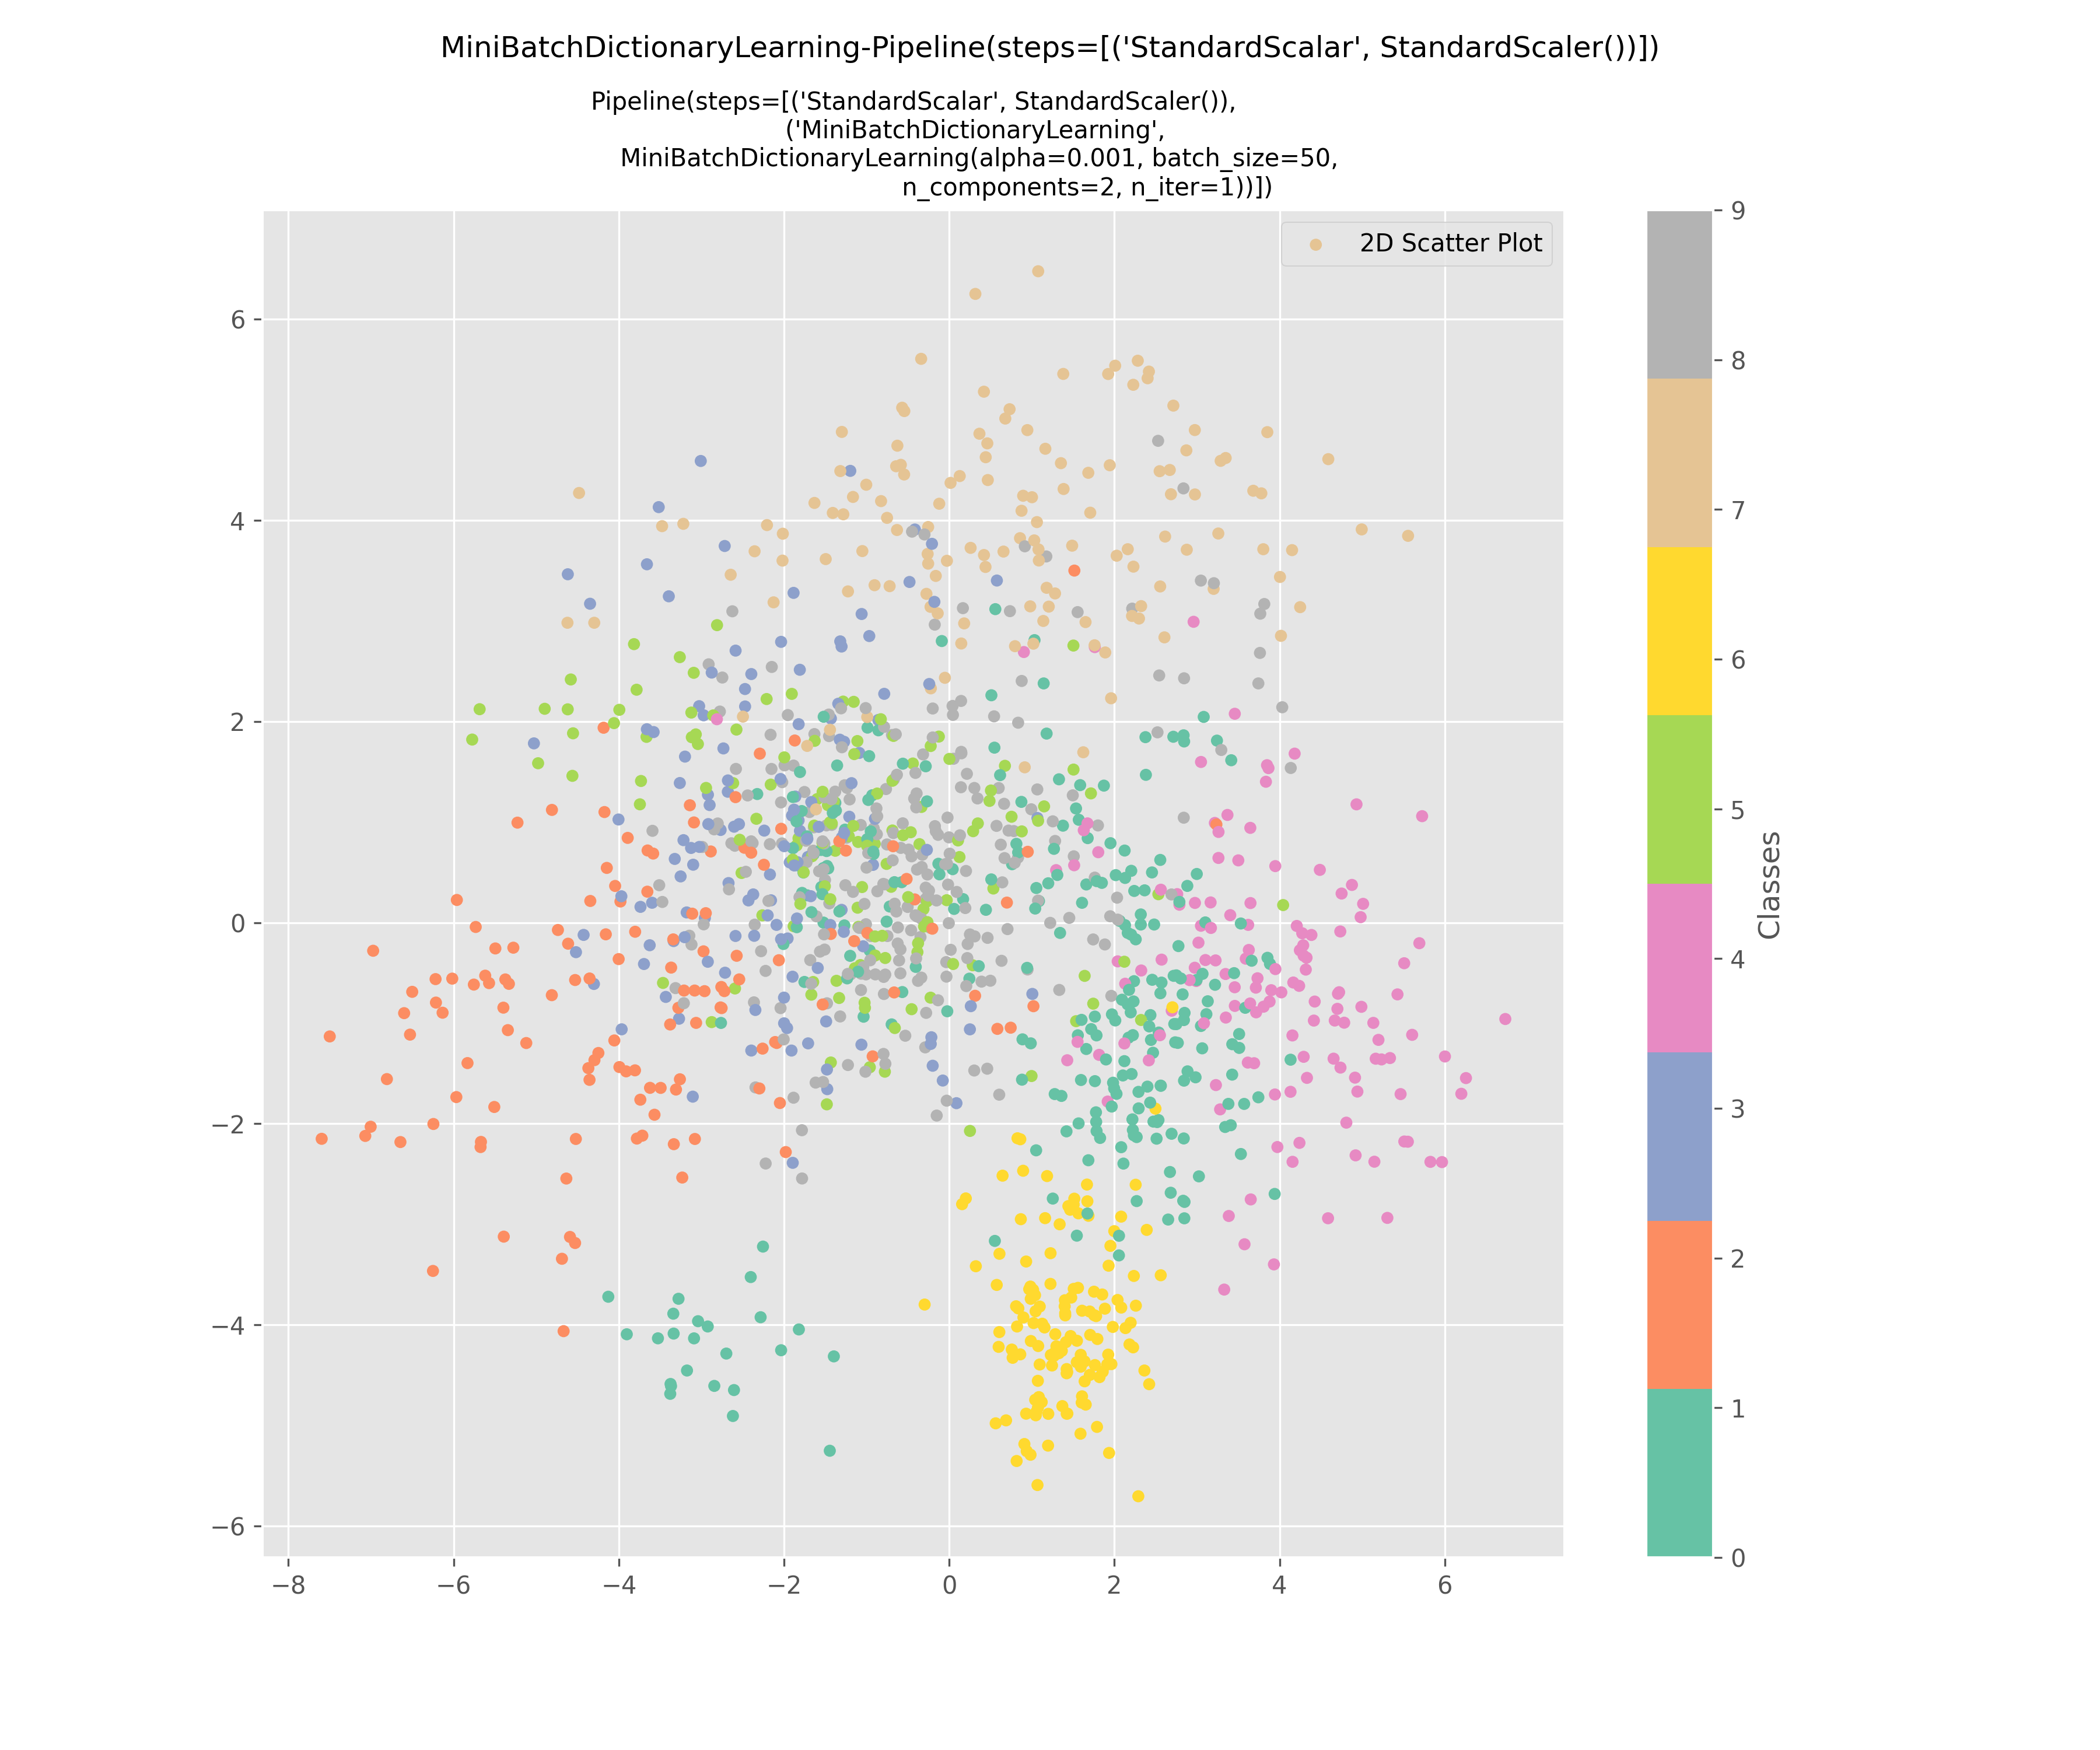 MiniBatchDictionaryLearning-Pipeline(steps=[('StandardScalar', StandardScaler())])
Pipeline(steps=[('StandardScalar', StandardScaler()),
('MiniBatchDictionaryLearning',
MiniBatchDictionaryLearning(alpha=0.001, batch_size=50,
n_components=2, n_iter=1))])
2D Scatter Plot
6
4
2
0
−2
−4
−6
−8 −6 −4 −2 0 2 4 6
9
8
7
6
5
4
3
2
1
0
Classes